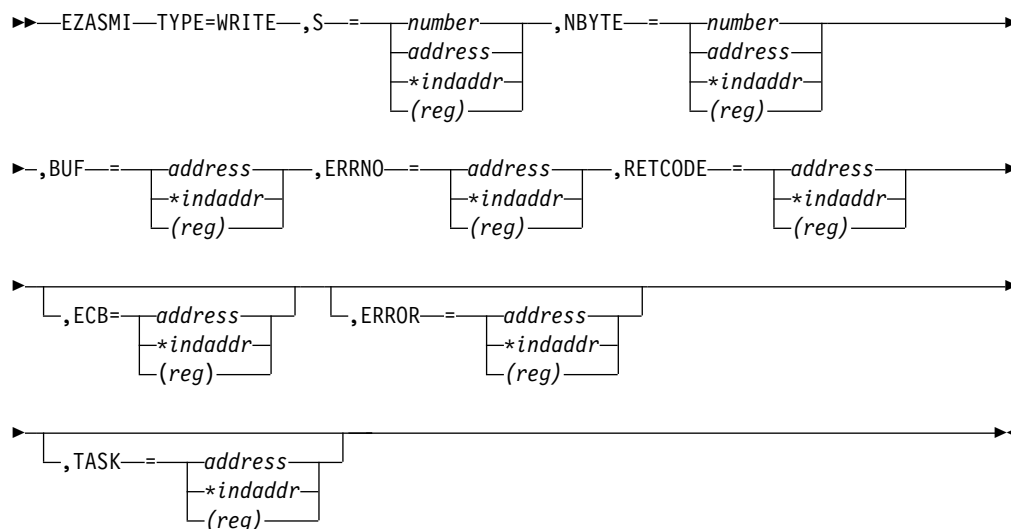 EZASMI TYPE=WRITE ,S = number ,NBYTE = number
address address
*indaddr *indaddr
(reg) (reg)
,BUF = address ,ERRNO = address ,RETCODE = address
*indaddr *indaddr *indaddr
(reg) (reg) (reg)
,ECB= address ,ERROR = address
*indaddr *indaddr
(reg) (reg)
,TASK = address
*indaddr
(reg)